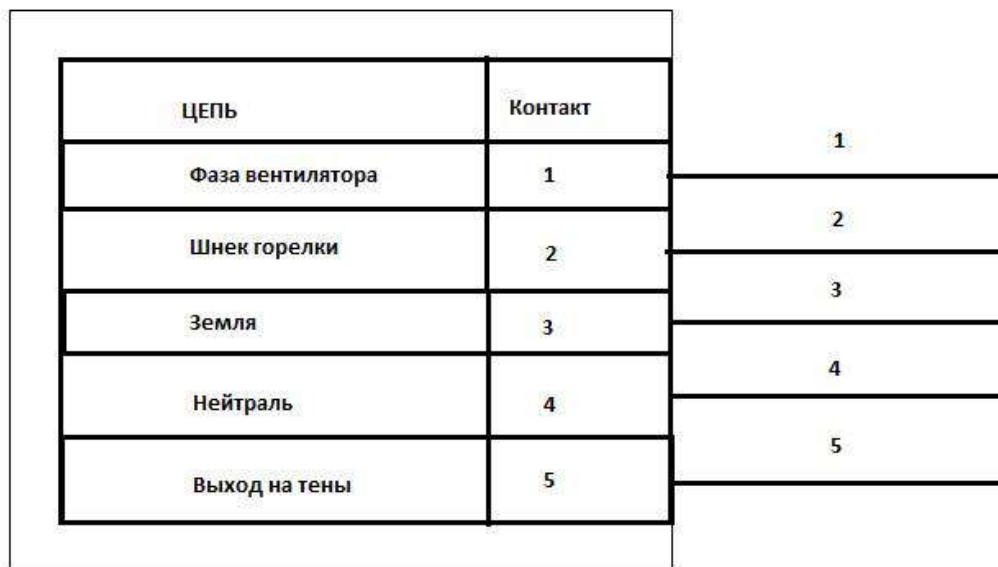 ЦЕПЬ Контакт
Фаза вентилятора 1
Шнек горелки 2
Земля 3
Нейтраль 4
Выход на тены 5
1
2
3
4
5